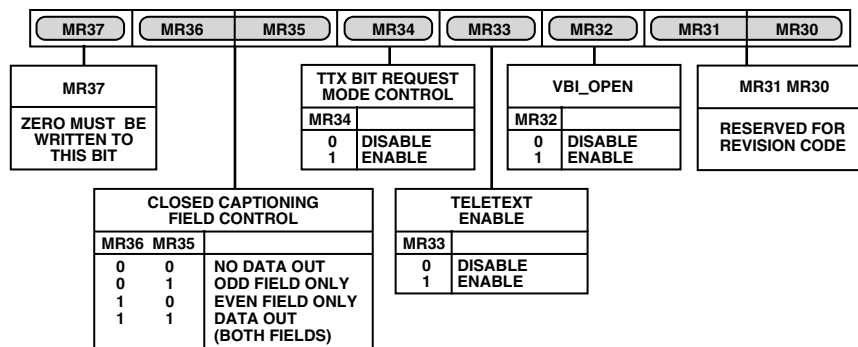 MR37 MR36 MR35 MR34 MR33 MR32 MR31 MR30
MR37
ZERO MUST BE
WRITTEN TO
THIS BIT
TTX BIT REQUEST
MODE CONTROL
MR34
0 DISABLE
1 ENABLE
VBI_OPEN
MR32
0 DISABLE
1 ENABLE
MR31 MR30
RESERVED FOR
REVISION CODE
CLOSED CAPTIONING
FIELD CONTROL
MR36 MR35
0 0 NO DATA OUT
0 1 ODD FIELD ONLY
1 0 EVEN FIELD ONLY
1 1 DATA OUT
(BOTH FIELDS)
TELETEXT
ENABLE
MR33
0 DISABLE
1 ENABLE